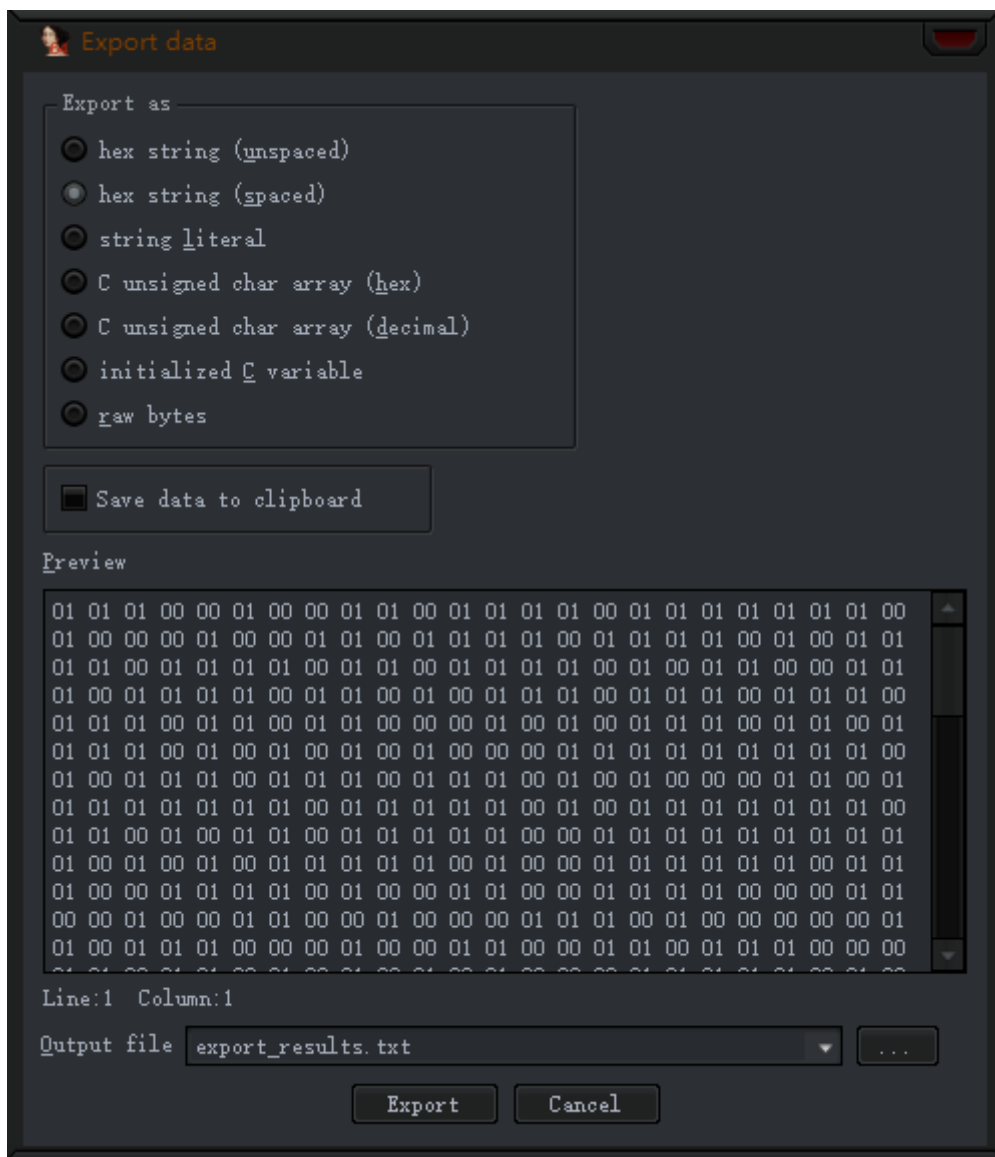 Export data
Export as
hex string (unspaced)
hex string (spaced)
string literal
C unsigned char array (hex)
C unsigned char array (decimal)
initialized C variable
raw bytes
Save data to clipboard
Preview
01 01 01 00 00 01 00 00 01 01 00 01 01 01 01 00 01 01 01 01 01 01 01 00
01 00 00 00 01 00 00 01 01 00 01 01 01 01 00 01 01 01 01 00 01 00 01 01
01 01 00 01 01 01 01 00 01 01 00 01 01 01 01 00 01 00 01 01 00 00 01 01
01 00 01 01 00 00 01 01 01 00 01 00 01 01 00 01 01 01 00 01 01 01 01 00
01 01 01 01 00 01 01 01 01 00 00 00 01 00 01 01 00 01 00 01 01 01 00 01
01 01 01 00 01 00 01 01 00 01 01 00 00 00 01 01 01 01 01 01 01 01 01 00
01 00 01 01 00 01 01 01 00 01 00 01 01 01 00 01 00 01 00 00 00 01 01 00 01
01 01 01 01 01 01 01 01 01 01 01 01 01 00 01 00 01 01 01 01 01 01 01 00
01 01 00 01 00 01 00 01 01 01 01 01 01 00 00 01 01 01 01 01 01 01 01 01
01 00 01 00 01 00 01 01 01 01 01 00 01 00 00 01 01 01 01 00 01 00 01 01
01 00 00 01 01 01 00 01 00 01 01 00 01 00 00 01 01 01 01 00 00 00 01 01
00 00 01 00 00 01 01 00 00 01 00 00 00 01 01 01 00 01 00 00 00 00 00 01
01 00 01 01 01 00 00 00 01 00 00 01 01 00 00 01 01 00 01 01 01 00 00 00
Line:1 Column:1
Output file export_results.txt ...
Export Cancel